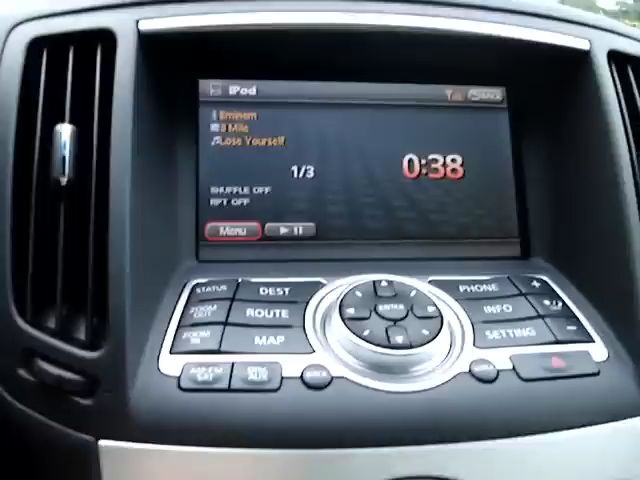 iPod
BACK
Eminem
8 Mile
Lose Yourself
1/3
0:38
SHUFFLE OFF
RPT OFF
Menu
STATUS
DEST
PHONE
+
ZOOM OUT
ROUTE
ENTER
INFO
ZOOM IN
MAP
SETTING
-
AM·FM SAT
AUX